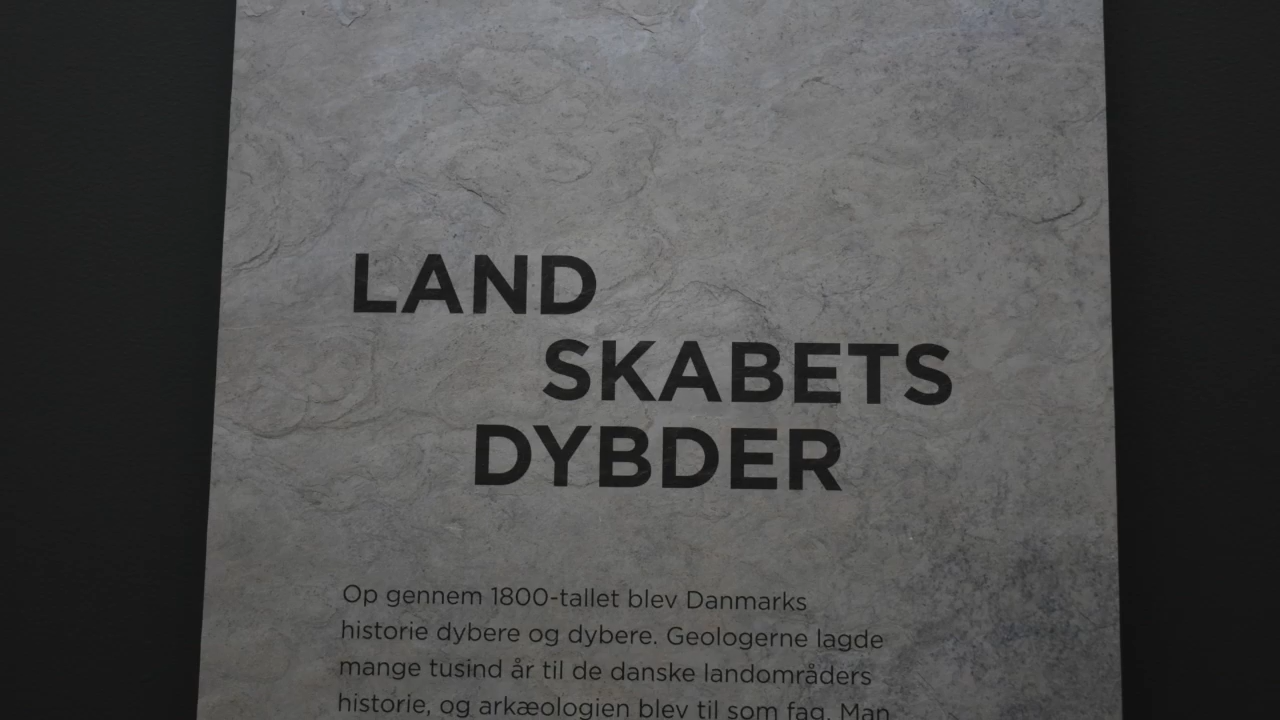 LAND
SKABETS
DYBDER
Op gennem 1800-tallet blev Danmarks
historie dybere og dybere. Geologerne lagde
mange tusind år til de danske landområders
historie, og arkæologien blev til som fag. Man